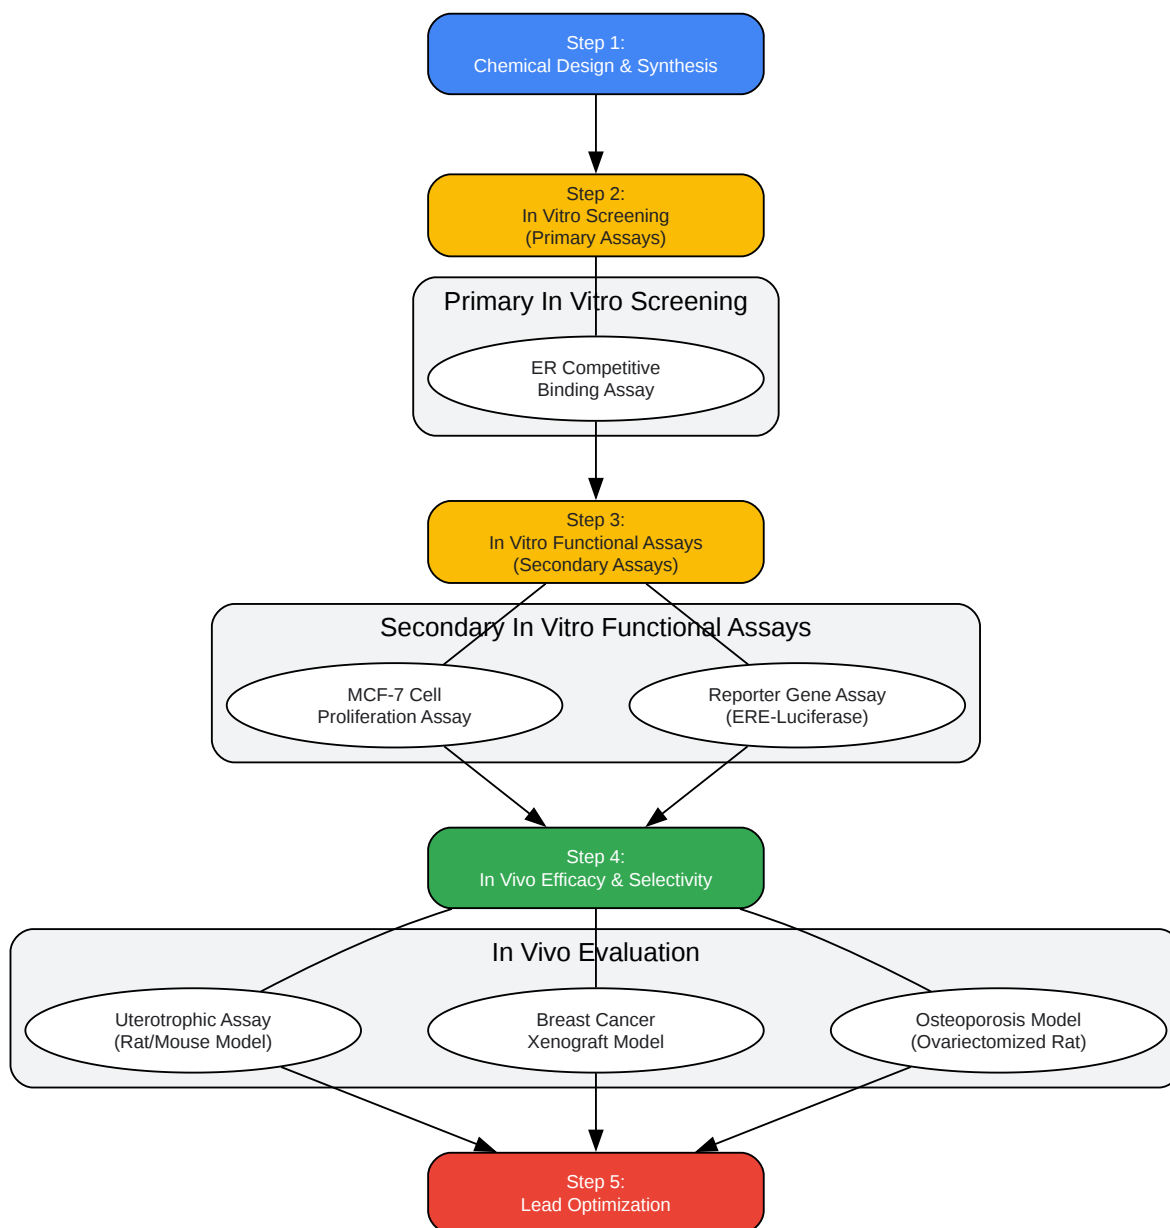 Step 1:
Chemical Design & Synthesis
Step 2:
In Vitro Screening
(Primary Assays)
Primary In Vitro Screening
ER Competitive
Binding Assay
Step 3:
In Vitro Functional Assays
(Secondary Assays)
Secondary In Vitro Functional Assays
MCF-7 Cell
Proliferation Assay
Reporter Gene Assay
(ERE-Luciferase)
Step 4:
In Vivo Efficacy & Selectivity
In Vivo Evaluation
Uterotrophic Assay
(Rat/Mouse Model)
Breast Cancer
Xenograft Model
Osteoporosis Model
(Ovariectomized Rat)
Step 5:
Lead Optimization